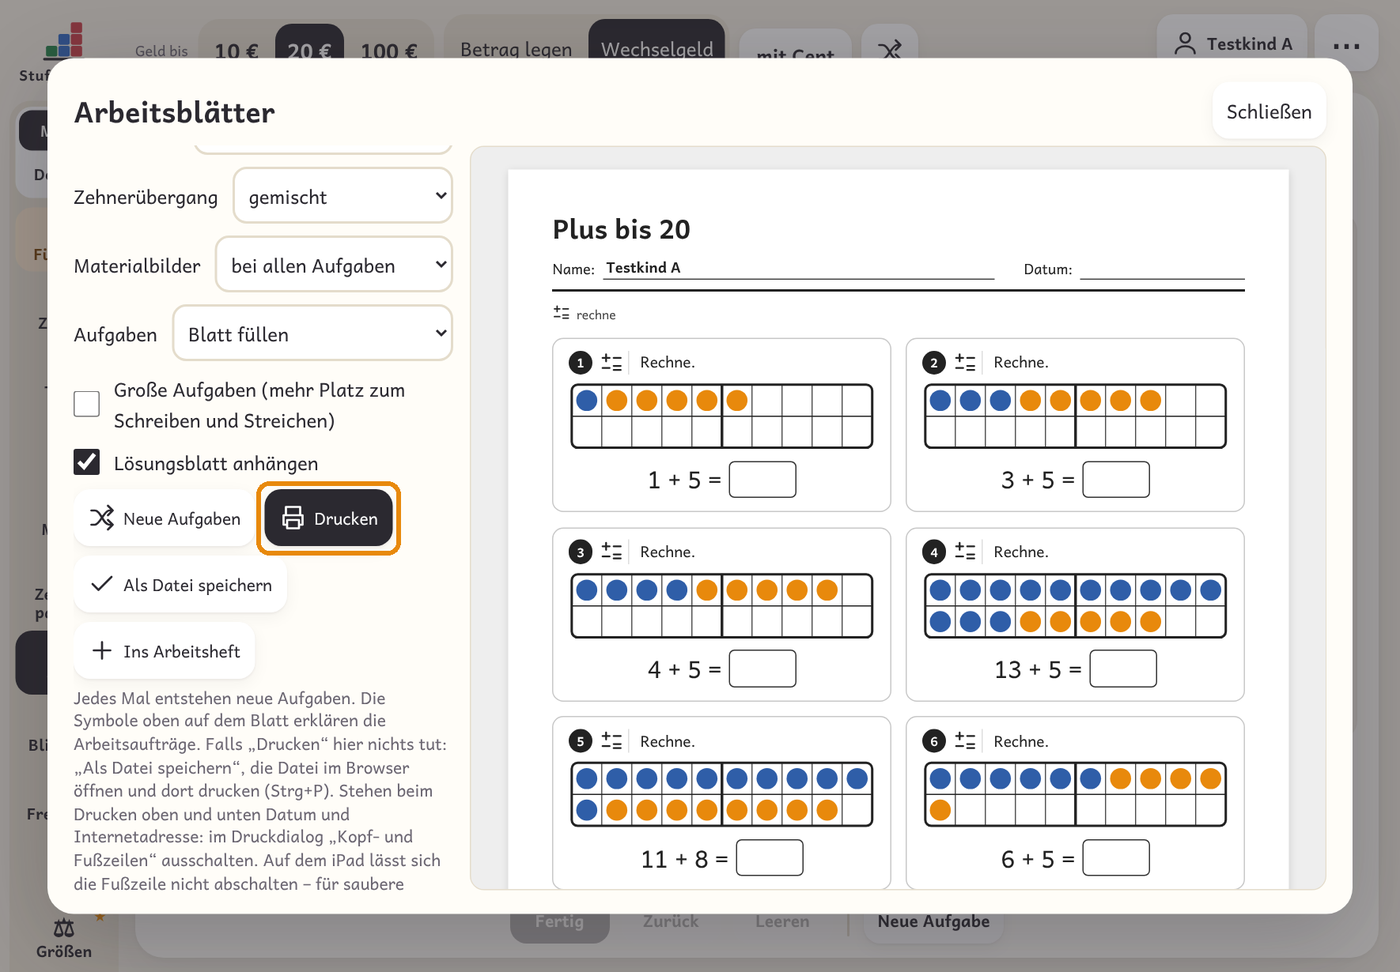 Geld bis 10 € 20 € 100 € Betrag legen Wechselgeld mit Cent Testkind A ...
Arbeitsblätter
Schließen
Zehnerübergang gemischt
Materialbilder bei allen Aufgaben
Aufgaben Blatt füllen
Große Aufgaben (mehr Platz zum
Schreiben und Streichen)
Lösungsblatt anhängen
Neue Aufgaben Drucken
Als Datei speichern
Ins Arbeitsheft
Jedes Mal entstehen neue Aufgaben. Die
Symbole oben auf dem Blatt erklären die
Arbeitsaufträge. Falls „Drucken“ hier nichts tut:
„Als Datei speichern“, die Datei im Browser
öffnen und dort drucken (Strg+P). Stehen beim
Drucken oben und unten Datum und
Internetadresse: im Druckdialog „Kopf- und
Fußzeilen“ ausschalten. Auf dem iPad lässt sich
die Fußzeile nicht abschalten – für saubere
Plus bis 20
Name: Testkind A Datum:
rechne
1 Rechne.
1 + 5 =
2 Rechne.
3 + 5 =
3 Rechne.
4 + 5 =
4 Rechne.
13 + 5 =
5 Rechne.
11 + 8 =
6 Rechne.
6 + 5 =
Größen
Fertig Zurück Leeren Neue Aufgabe